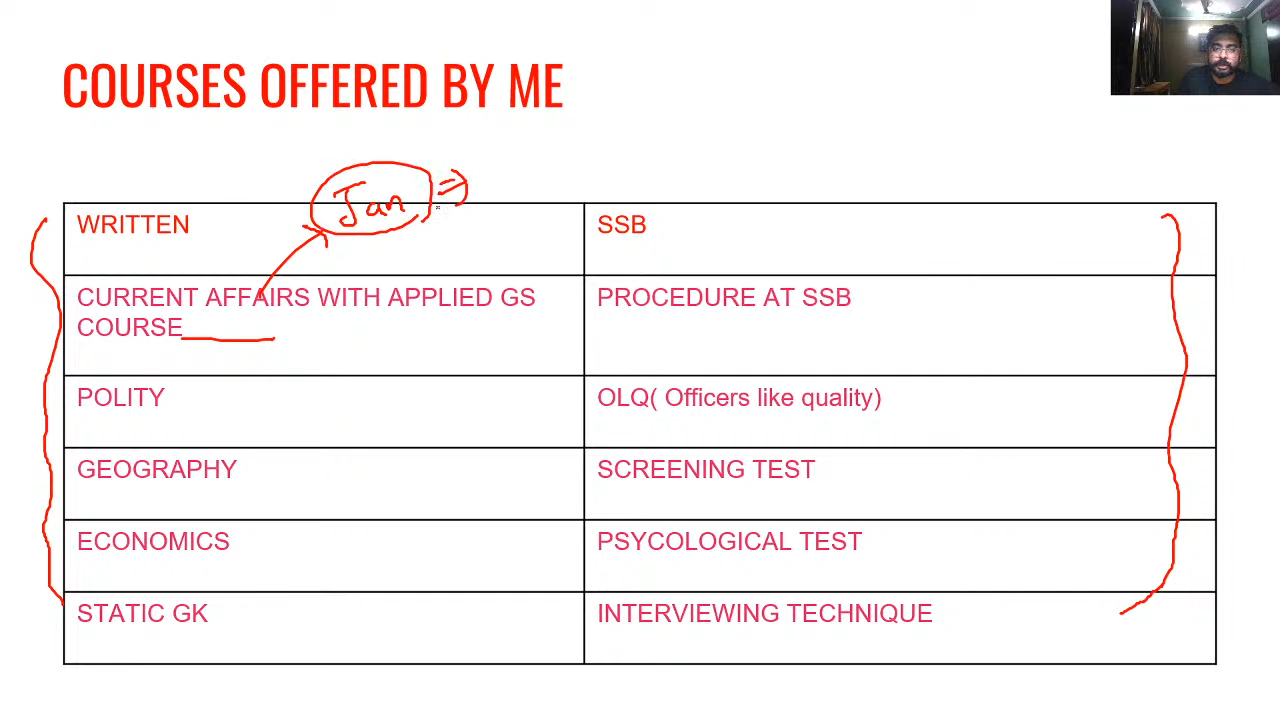 COURSES OFFERED BY ME
Jan
WRITTEN
SSB
CURRENT AFFAIRS WITH APPLIED GS
COURSE
PROCEDURE AT SSB
POLITY
OLQ( Officers like quality)
GEOGRAPHY
SCREENING TEST
ECONOMICS
PSYCOLOGICAL TEST
STATIC GK
INTERVIEWING TECHNIQUE